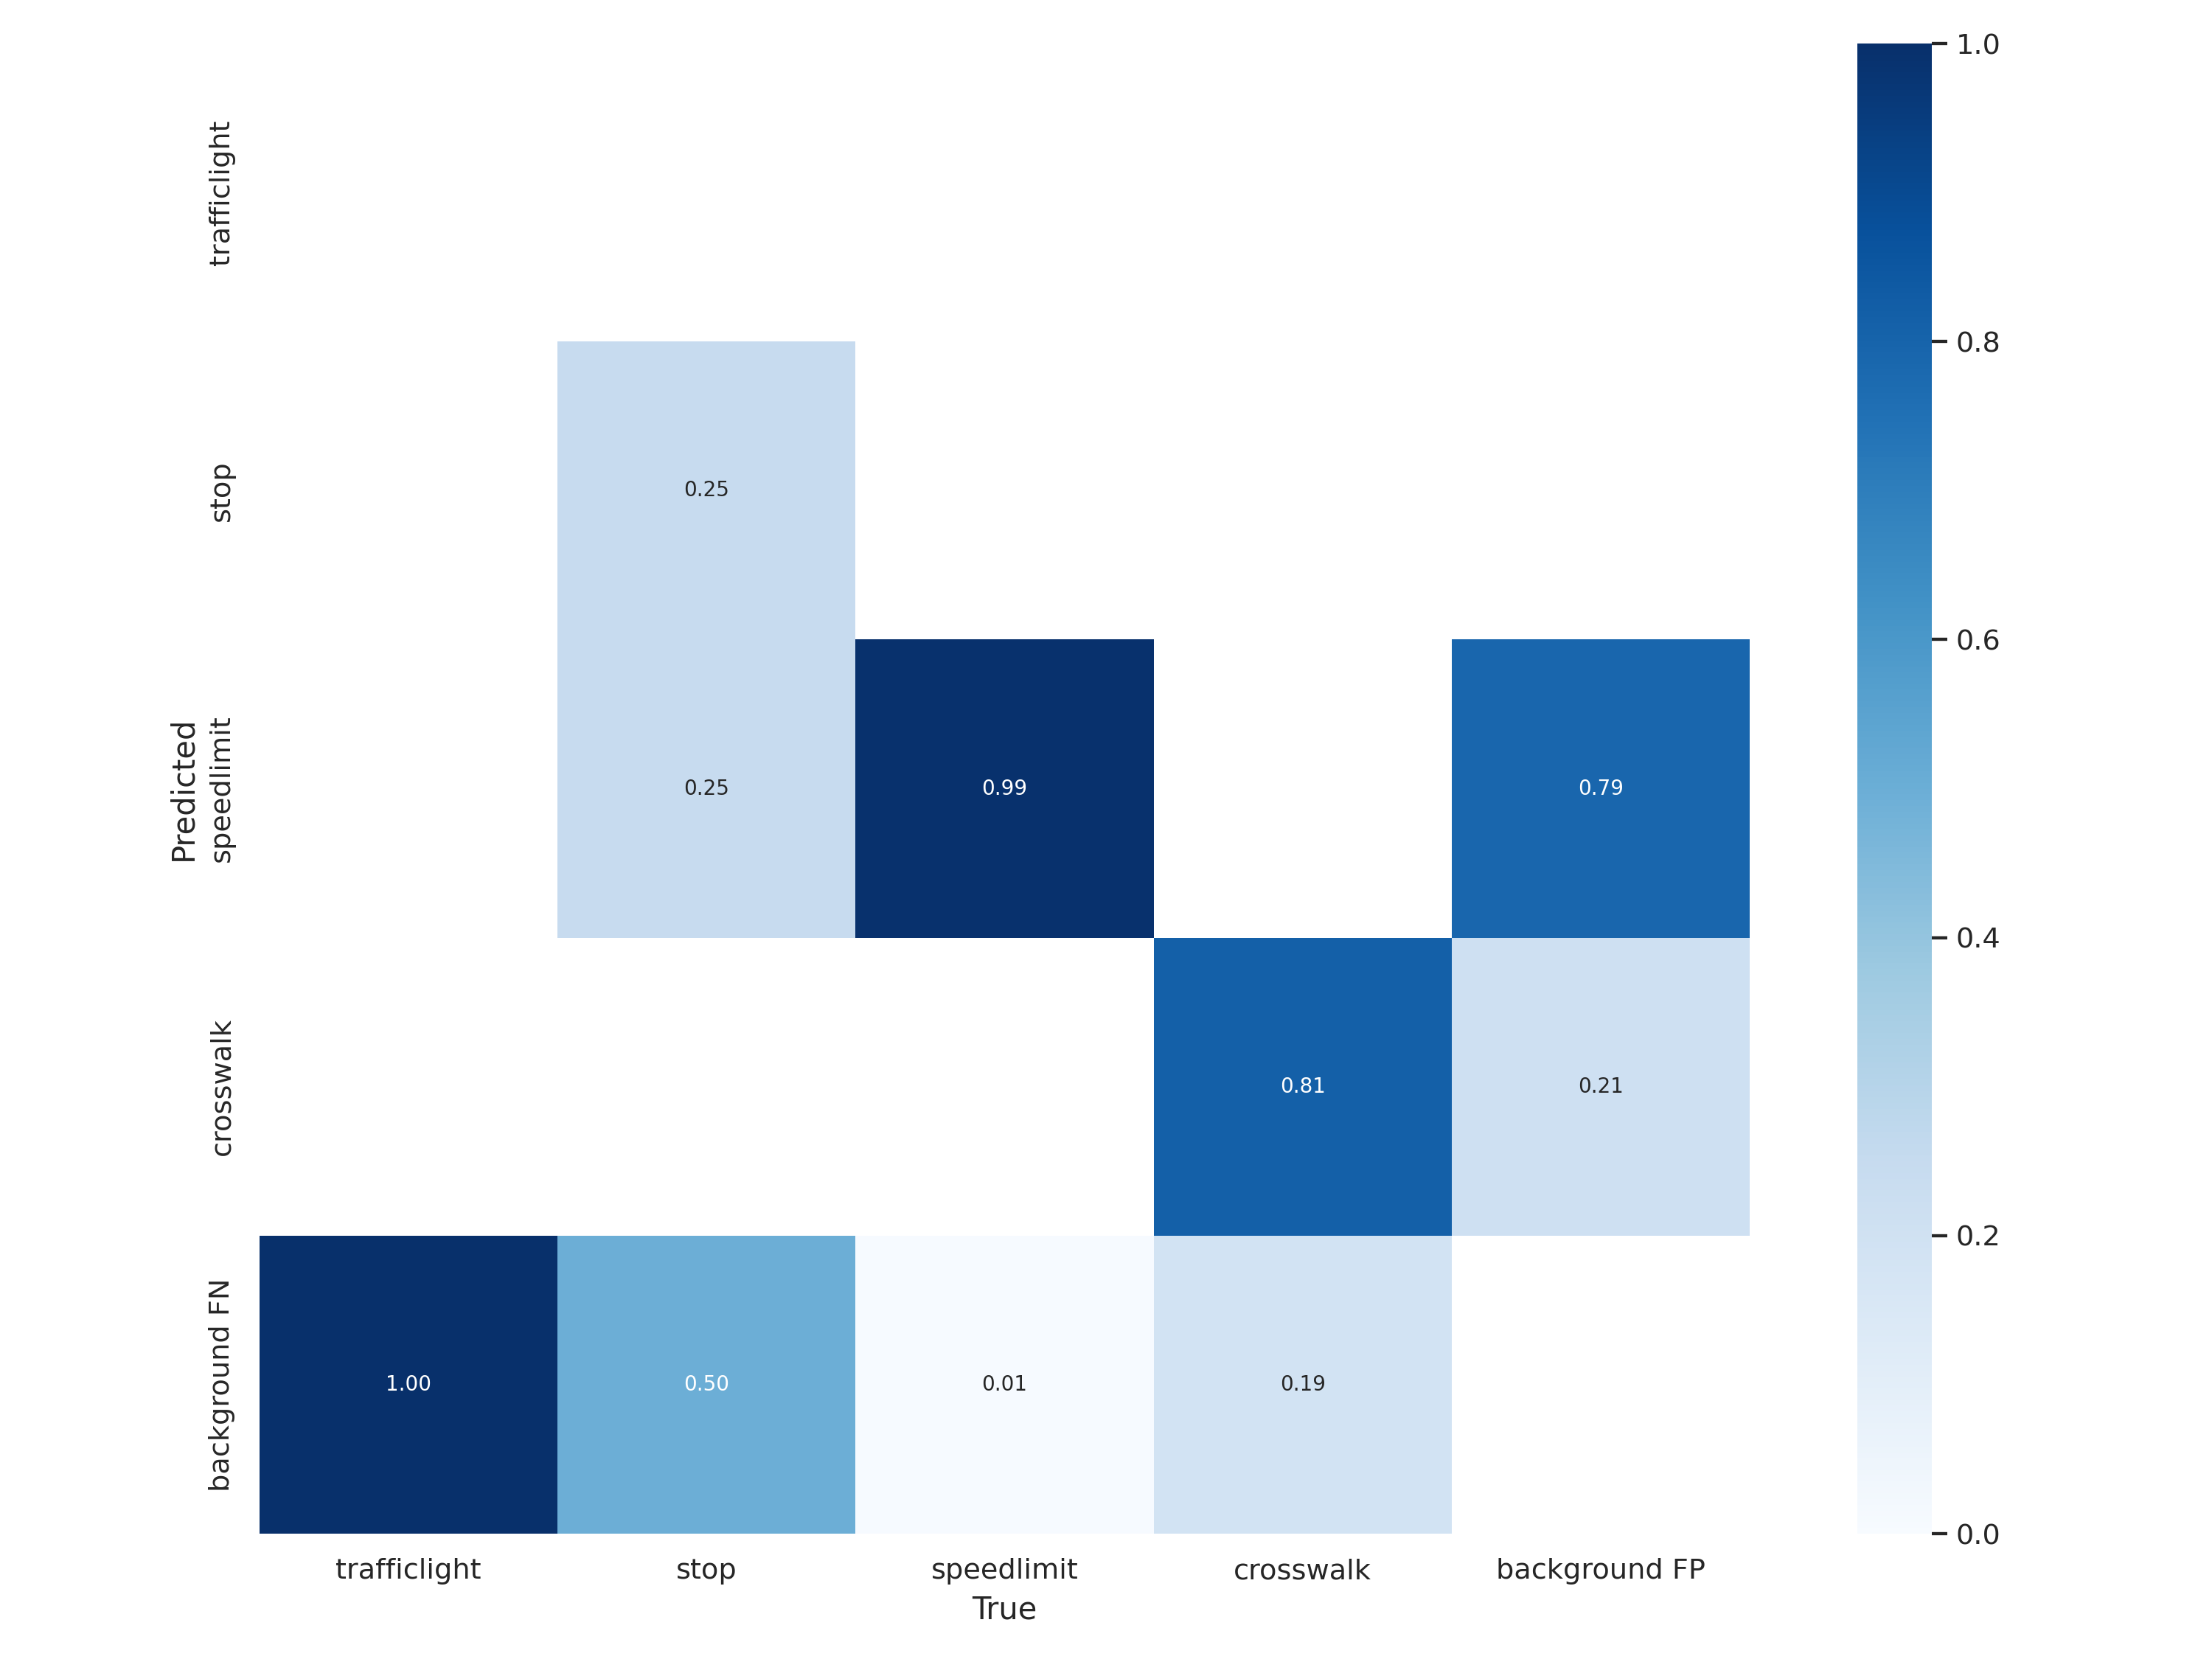 1.0
trafficlight
0.8
stop
0.25
0.6
Predicted
speedlimit
0.25 0.99 0.79
0.4
crosswalk
0.81 0.21
0.2
background FN
1.00 0.50 0.01 0.19
0.0
trafficlight stop speedlimit crosswalk background FP
True